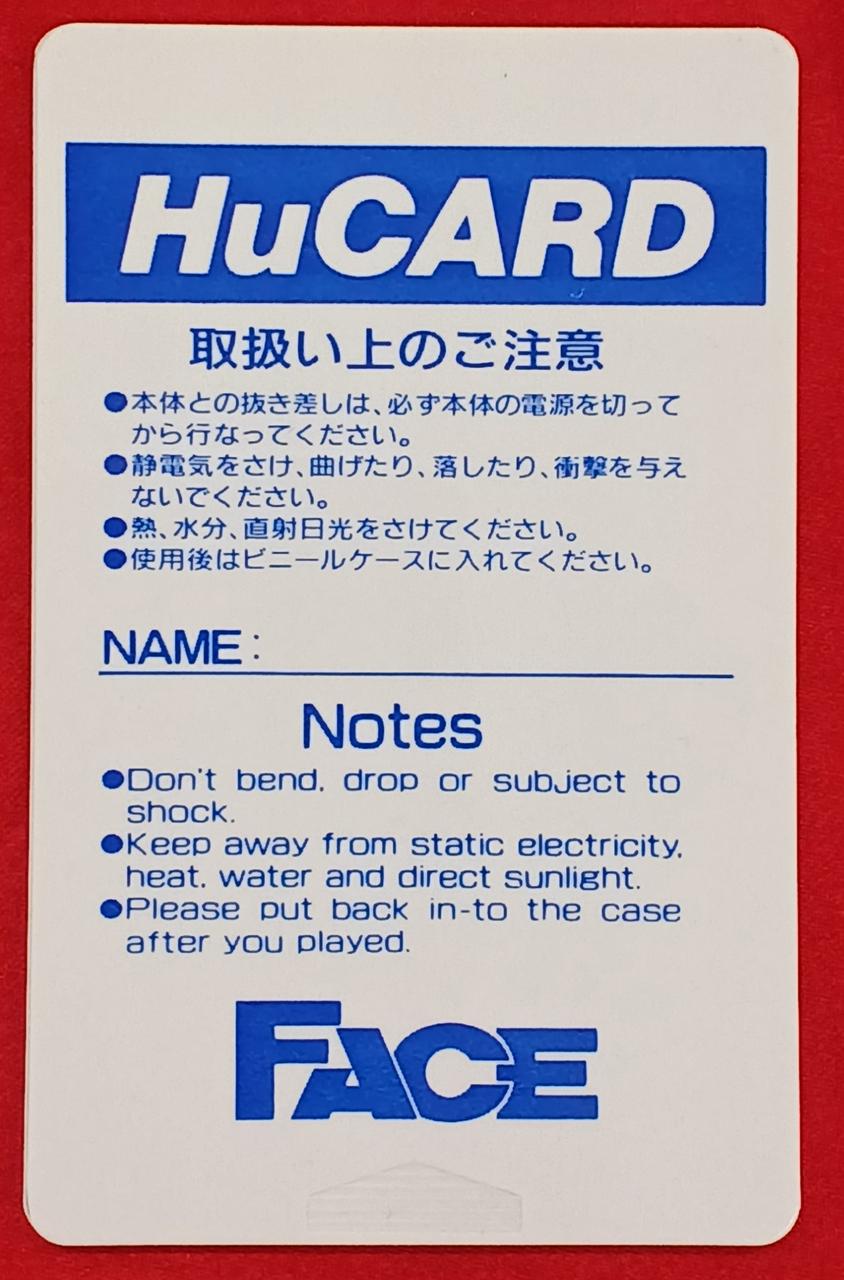 HuCARD
取扱い上のご注意
●本体との抜き差しは、必ず本体の電源を切って
から行なってください。
●静電気をさけ、曲げたり、落したり、衝撃を与え
ないでください。
●熱、水分、直射日光をさけてください。
●使用後はビニールケースに入れてください。
NAME:
Notes
●Don't bend, drop or subject to
shock.
●Keep away from static electricity,
heat, water and direct sunlight.
●Please put back in-to the case
after you played.
FACE